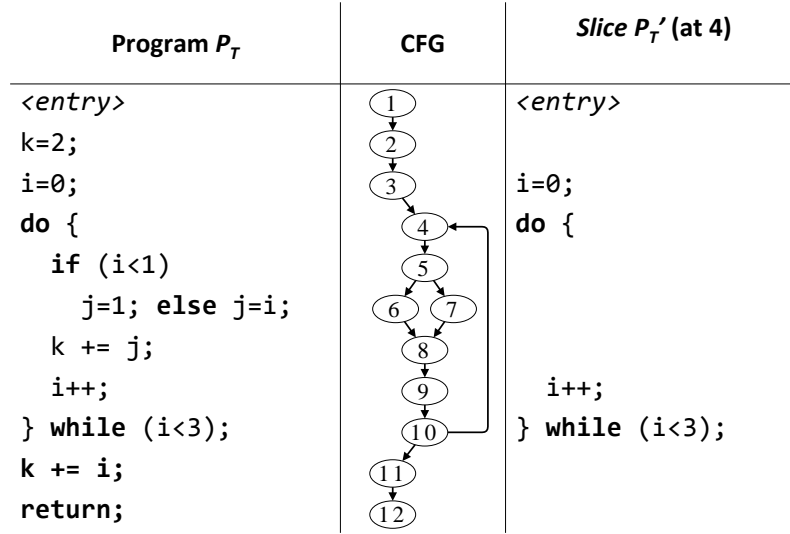 Program P_T CFG Slice P_T' (at 4)
<entry> 1 <entry>
k=2; 2
i=0; 3 i=0;
do { 4 do {
if (i<1) 5
j=1; else j=i; 6 7
k += j; 8
i++; 9 i++;
} while (i<3); 10 } while (i<3);
k += i; 11
return; 12